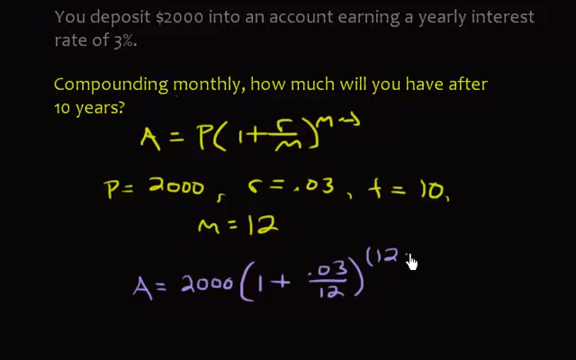 You deposit $2000 into an account earning a yearly interest
rate of 3%.
Compounding monthly, how much will you have after
10 years?
A = P(1 + r/m)^m
P = 2000, r = .03, t = 10,
m = 12
A = 2000(1 + .03/12)^(12